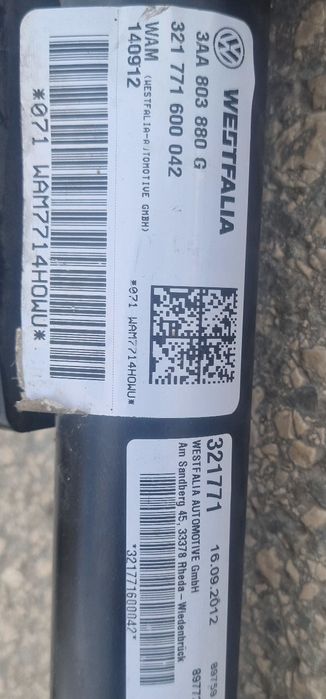 WESTFALIA
3AA 803 880 G
321 771 600 042
WAM (WESTFALIA-AUTOMOTIVE GMBH)
140912
*071 WAM7714HOWU*
*071 WAM7714HOWU*
321771 16.09.2012
WESTFALIA AUTOMOTIVE GmbH
Am Sandberg 45, 33378 Rheda – Wiedenbrück
*321771600042*